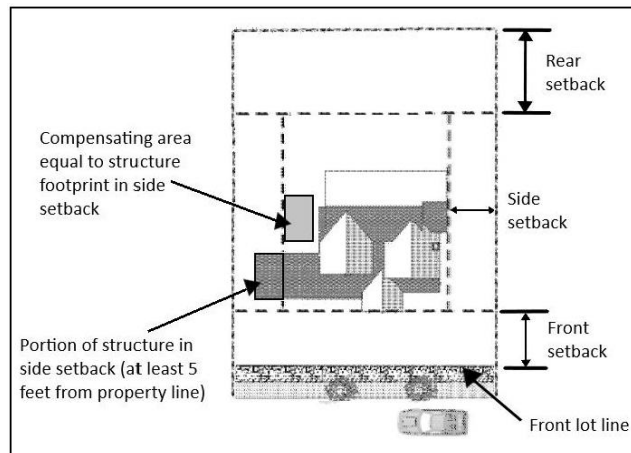 Rear
setback
Compensating area
equal to structure
footprint in side
setback
Side
setback
Portion of structure in
side setback (at least 5
feet from property line)
Front
setback
Front lot line